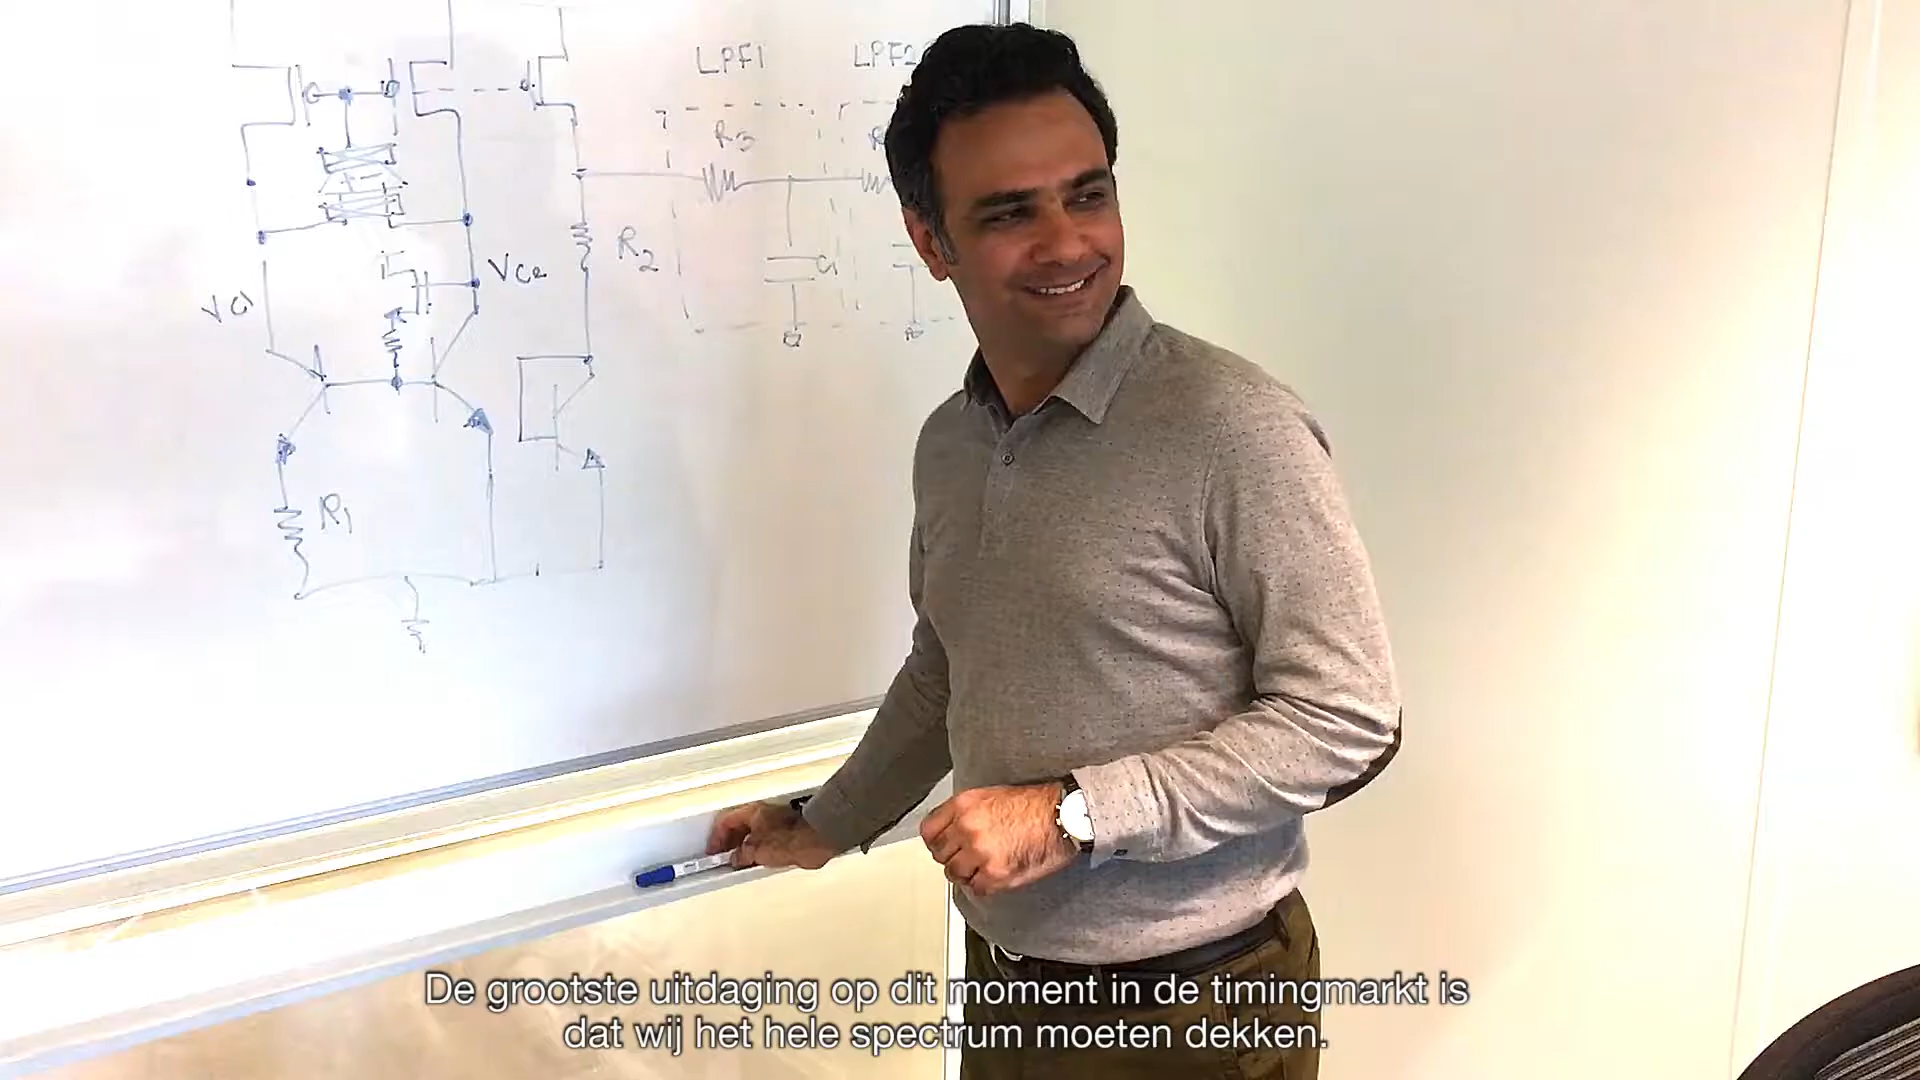 LPF1 LPF2
R3
R2
C1
VC2
VC1
R1
De grootste uitdaging op dit moment in de timingmarkt is
dat wij het hele spectrum moeten dekken.